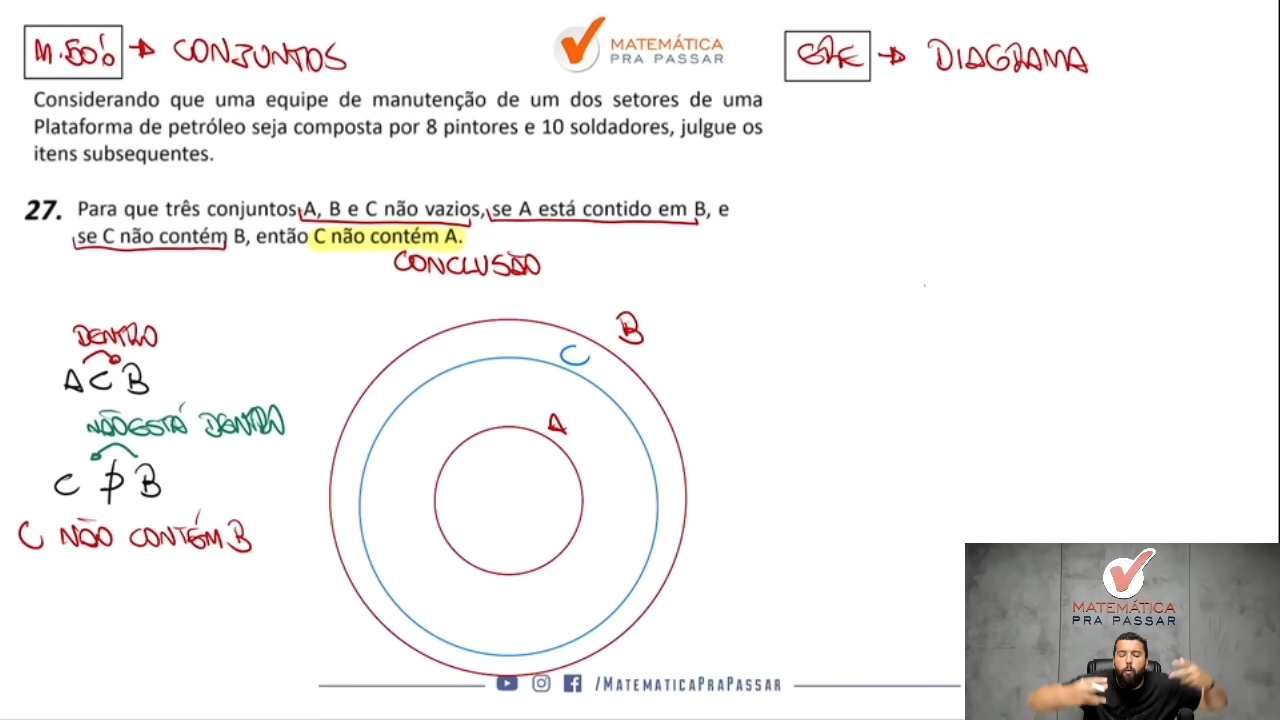 M.50% → CONJUNTOS
MATEMÁTICA
PRA PASSAR
→ DIAGRAMA
Considerando que uma equipe de manutenção de um dos setores de uma
Plataforma de petróleo seja composta por 8 pintores e 10 soldadores, julgue os
itens subsequentes.
27. Para que três conjuntos A, B e C não vazios, se A está contido em B, e
se C não contém B, então C não contém A.
CONCLUSÃO
DENTRO
A ⊂ B
NÃO ESTÁ DENTRO
C ⊅ B
C NÃO CONTÉM B
B
C
A
MATEMÁTICA
PRA PASSAR
/MATEMATICAPRAPASSAR